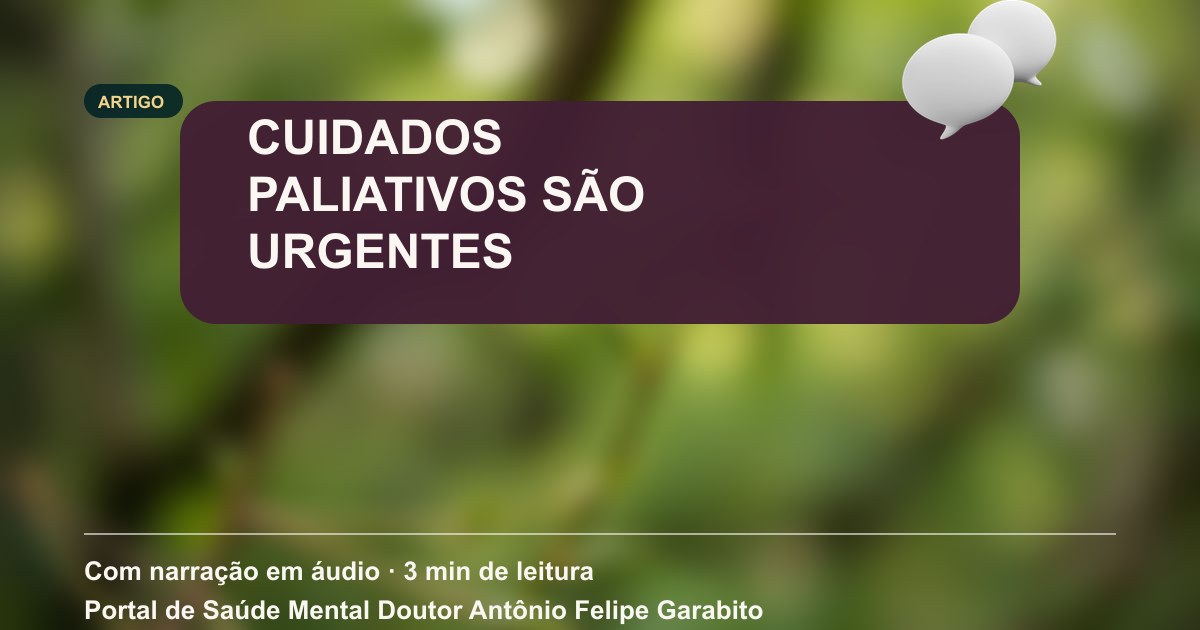 ARTIGO
CUIDADOS
PALIATIVOS SÃO
URGENTES
Com narração em áudio · 3 min de leitura
Portal de Saúde Mental Doutor Antônio Felipe Garabito